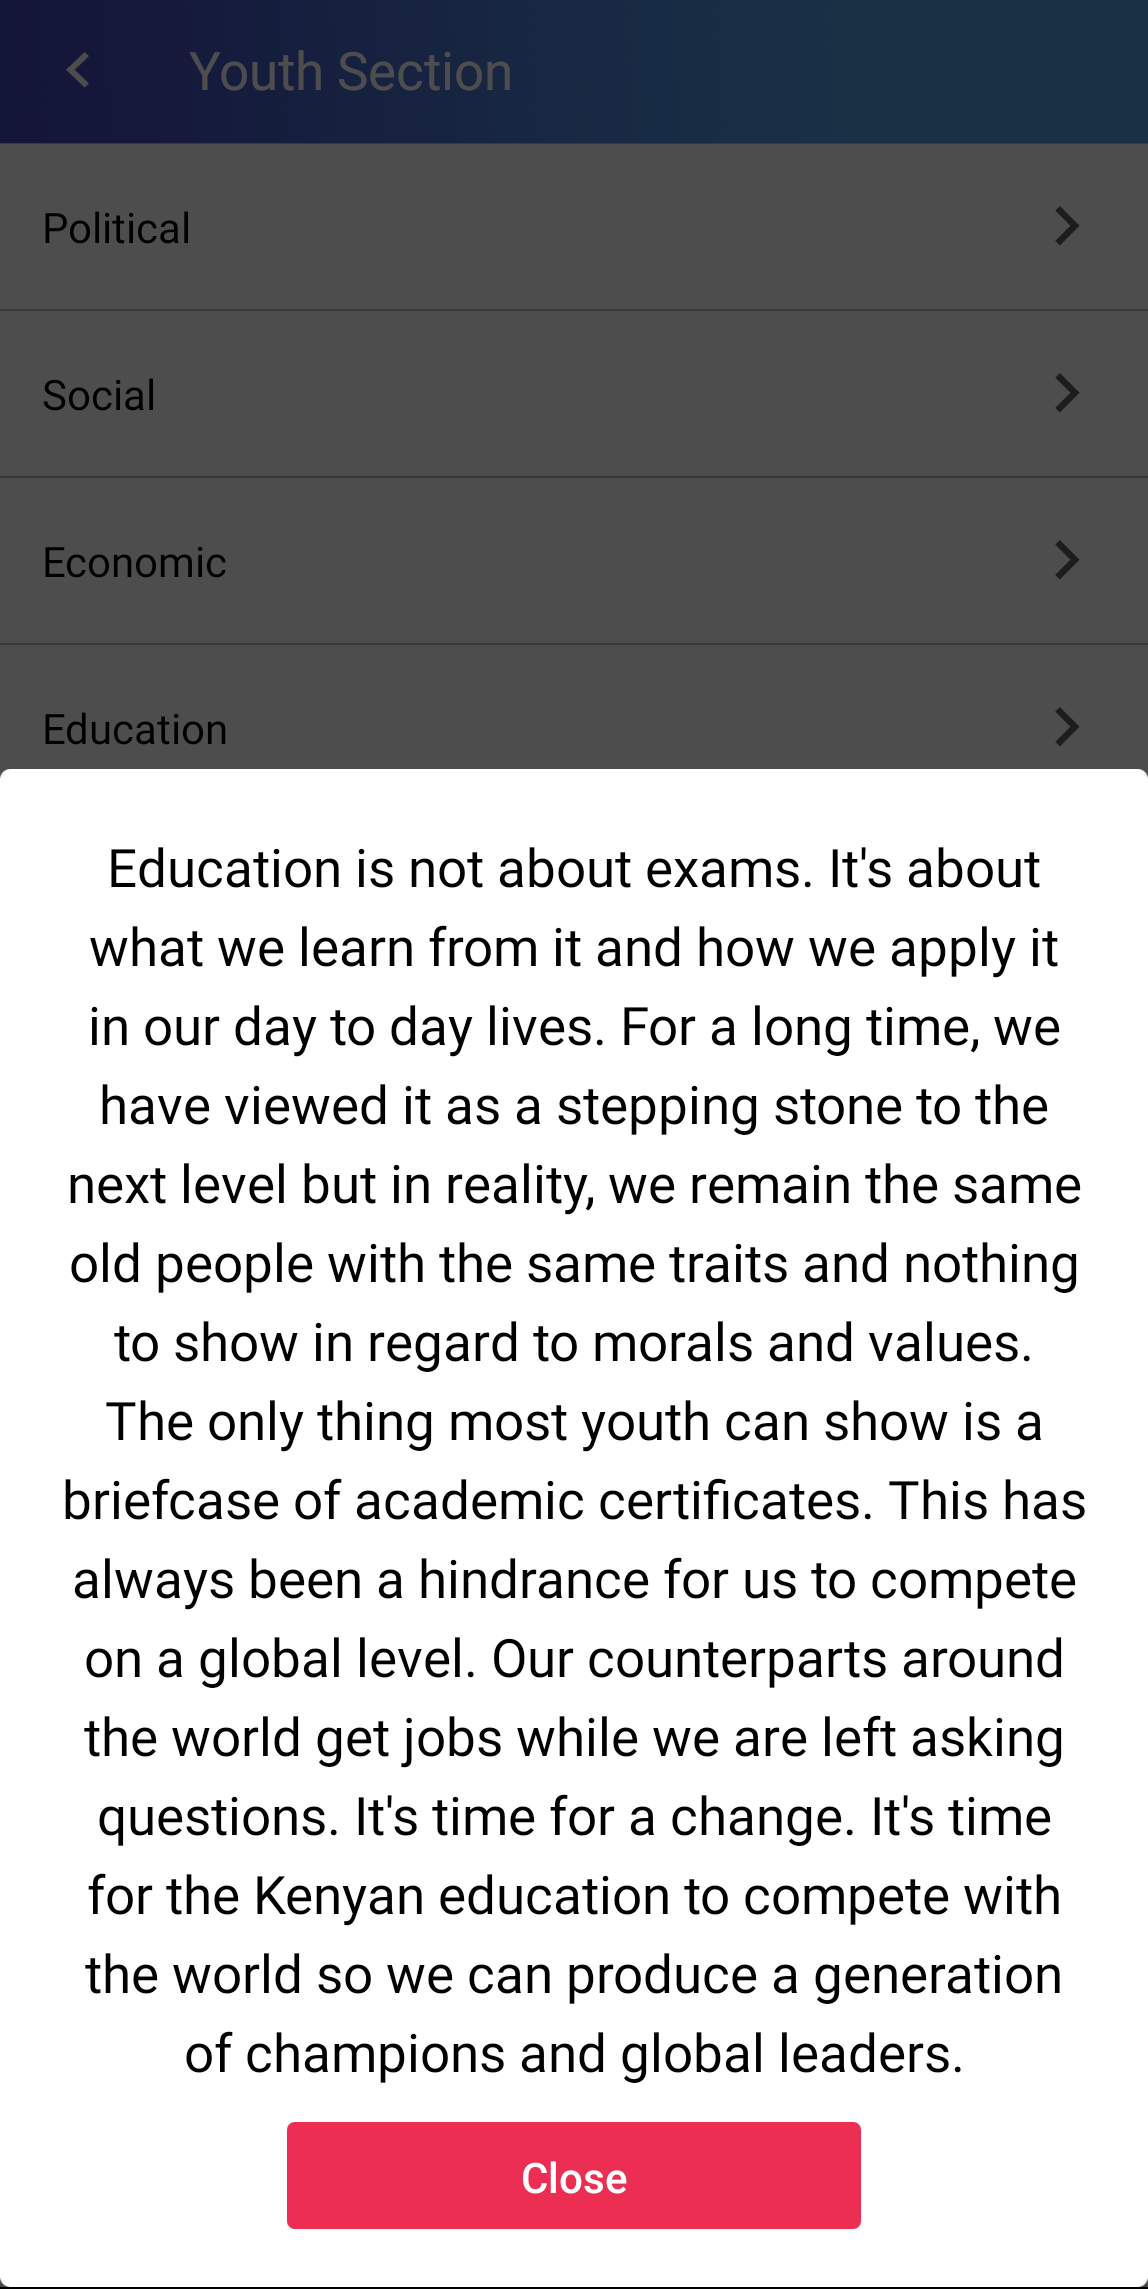 Youth Section
Political
Social
Economic
Education
Education is not about exams. It's about
what we learn from it and how we apply it
in our day to day lives. For a long time, we
have viewed it as a stepping stone to the
next level but in reality, we remain the same
old people with the same traits and nothing
to show in regard to morals and values.
The only thing most youth can show is a
briefcase of academic certificates. This has
always been a hindrance for us to compete
on a global level. Our counterparts around
the world get jobs while we are left asking
questions. It's time for a change. It's time
for the Kenyan education to compete with
the world so we can produce a generation
of champions and global leaders.
Close